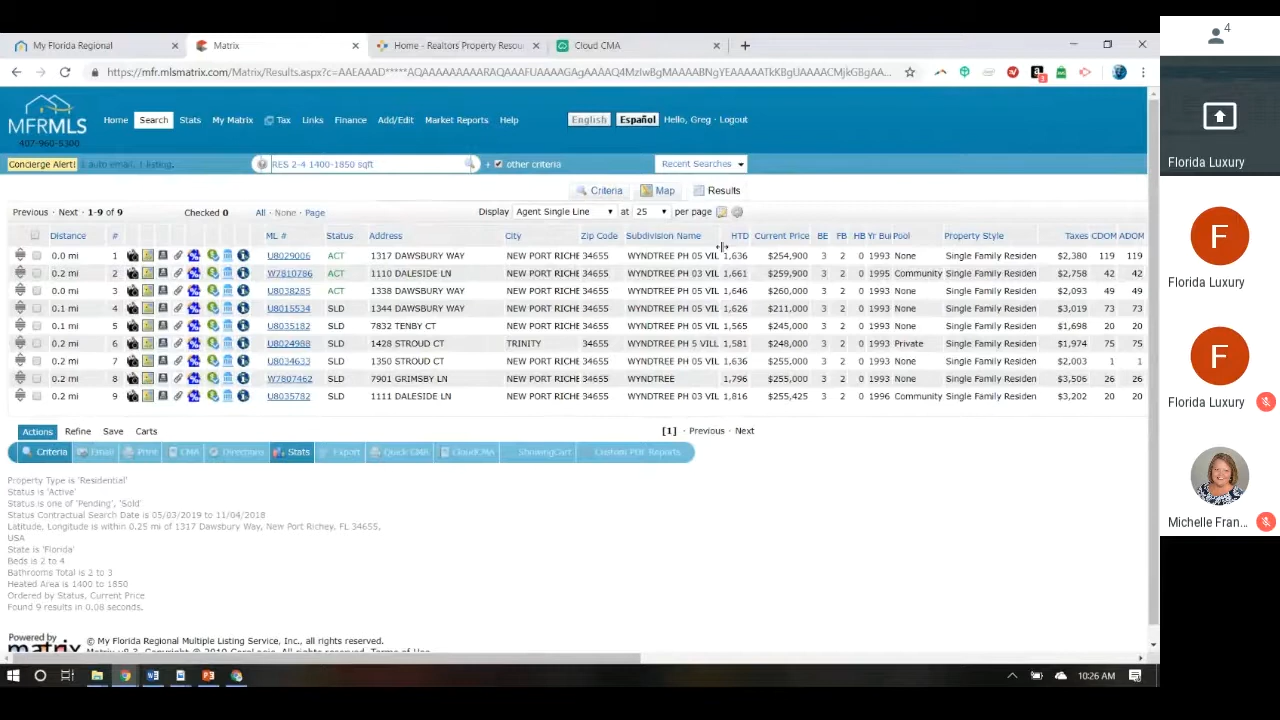 My Florida Regional
Matrix
Home - Realtors Property Resou
Cloud CMA
4
https://mfr.mlsmatrix.com/Matrix/Results.aspx?c=
MFRMLS
407-960-5300
Home Search Stats My Matrix Tax Links Finance Add/Edit Market Reports Help English Español Hello, Greg · Logout
Concierge Alert! 1 auto email, 1 listing. RES 2-4 1400-1850 sqft + other criteria Recent Searches
Criteria Map Results
Previous · Next · 1-9 of 9 Checked 0 All · None · Page Display Agent Single Line at 25 per page
Distance # ML # Status Address City Zip Code Subdivision Name HTD Current Price BE FB HB Yr Bui Pool Property Style Taxes CDOM ADOM
0.0 mi 1 U8029006 ACT 1317 DAWSBURY WAY NEW PORT RICHE 34655 WYNDTREE PH 05 VIL 1,636 $254,900 3 2 0 1993 None Single Family Residen $2,380 119 119
0.2 mi 2 W7810786 ACT 1110 DALESIDE LN NEW PORT RICHE 34655 WYNDTREE PH 03 VIL 1,661 $259,900 3 2 0 1995 Community Single Family Residen $2,758 42 42
0.0 mi 3 U8038285 ACT 1338 DAWSBURY WAY NEW PORT RICHE 34655 WYNDTREE PH 05 VIL 1,646 $260,000 3 2 0 1993 None Single Family Residen $2,093 49 49
0.1 mi 4 U8015534 SLD 1344 DAWSBURY WAY NEW PORT RICHE 34655 WYNDTREE PH 05 VIL 1,626 $211,000 3 2 0 1993 None Single Family Residen $3,019 73 73
0.1 mi 5 U8035182 SLD 7832 TENBY CT NEW PORT RICHE 34655 WYNDTREE PH 05 VIL 1,565 $245,000 3 2 0 1993 None Single Family Residen $1,698 20 20
0.2 mi 6 U8024988 SLD 1428 STROUD CT TRINITY 34655 WYNDTREE PH 5 VILL 1,581 $248,000 3 2 0 1993 Private Single Family Residen $1,974 75 75
0.2 mi 7 U8034633 SLD 1350 STROUD CT NEW PORT RICHE 34655 WYNDTREE PH 05 VIL 1,636 $255,000 3 2 0 1993 None Single Family Residen $2,003 1 1
0.2 mi 8 W7807462 SLD 7901 GRIMSBY LN NEW PORT RICHE 34655 WYNDTREE 1,796 $255,000 3 2 0 1993 None Single Family Residen $3,506 26 26
0.2 mi 9 U8035782 SLD 1111 DALESIDE LN NEW PORT RICHE 34655 WYNDTREE PH 03 VIL 1,816 $255,425 3 2 0 1996 Community Single Family Residen $3,202 20 20
Actions Refine Save Carts [1] · Previous · Next
Criteria Email Print CMA Directions Stats Export Quick CMA CloudCMA ShowingCart Custom PDF Reports
Property Type is 'Residential'
Status is 'Active'
Status is one of 'Pending', 'Sold'
Status Contractual Search Date is 05/03/2019 to 11/04/2018
Latitude, Longitude is within 0.25 mi of 1317 Dawsbury Way, New Port Richey, FL 34655,
USA
State is 'Florida'
Beds is 2 to 4
Bathrooms Total is 2 to 3
Heated Area is 1400 to 1850
Ordered by Status, Current Price
Found 9 results in 0.08 seconds.
Powered by
matrix
© My Florida Regional Multiple Listing Service, Inc., all rights reserved.
10:26 AM
Florida Luxury
F
Florida Luxury
F
Florida Luxury
Michelle Fran...